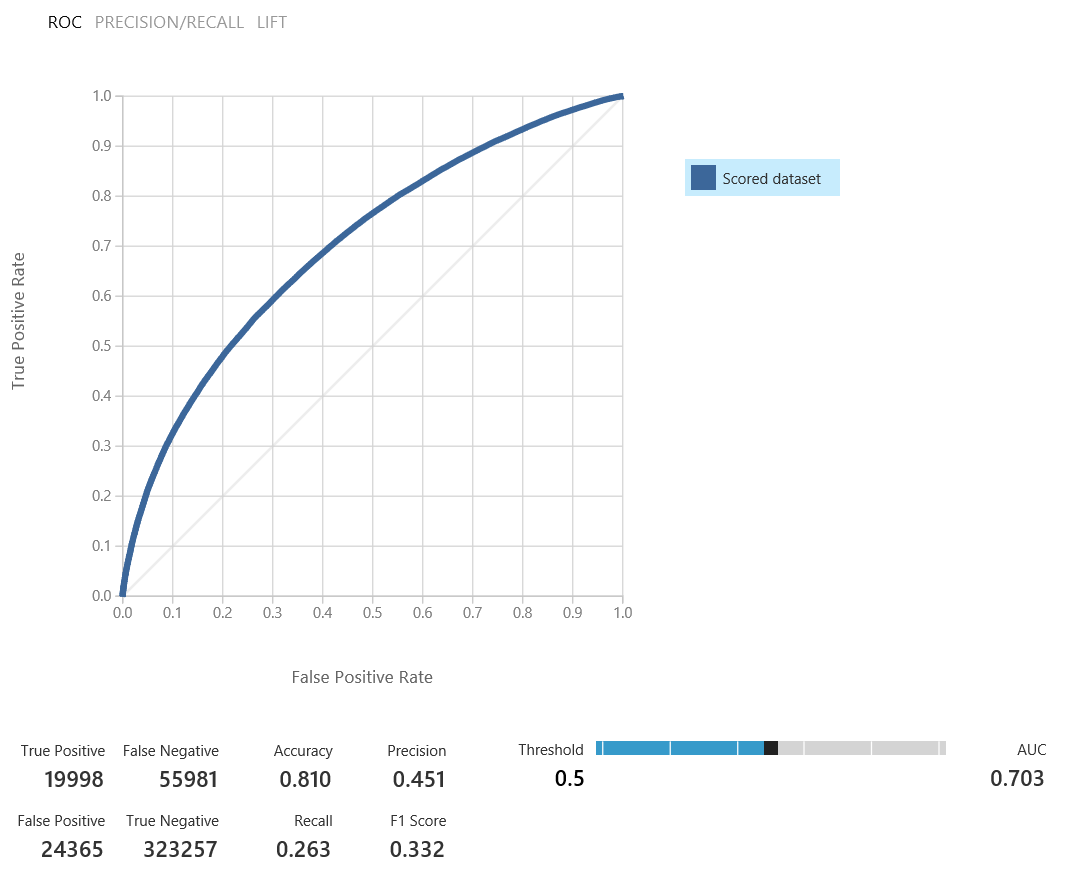 ROC PRECISION/RECALL LIFT
1.0
0.9
0.8
0.7
0.6
0.5
0.4
0.3
0.2
0.1
0.0
True Positive Rate
0.0 0.1 0.2 0.3 0.4 0.5 0.6 0.7 0.8 0.9 1.0
False Positive Rate
Scored dataset
True Positive False Negative Accuracy Precision Threshold AUC
19998 55981 0.810 0.451 0.5 0.703
False Positive True Negative Recall F1 Score
24365 323257 0.263 0.332